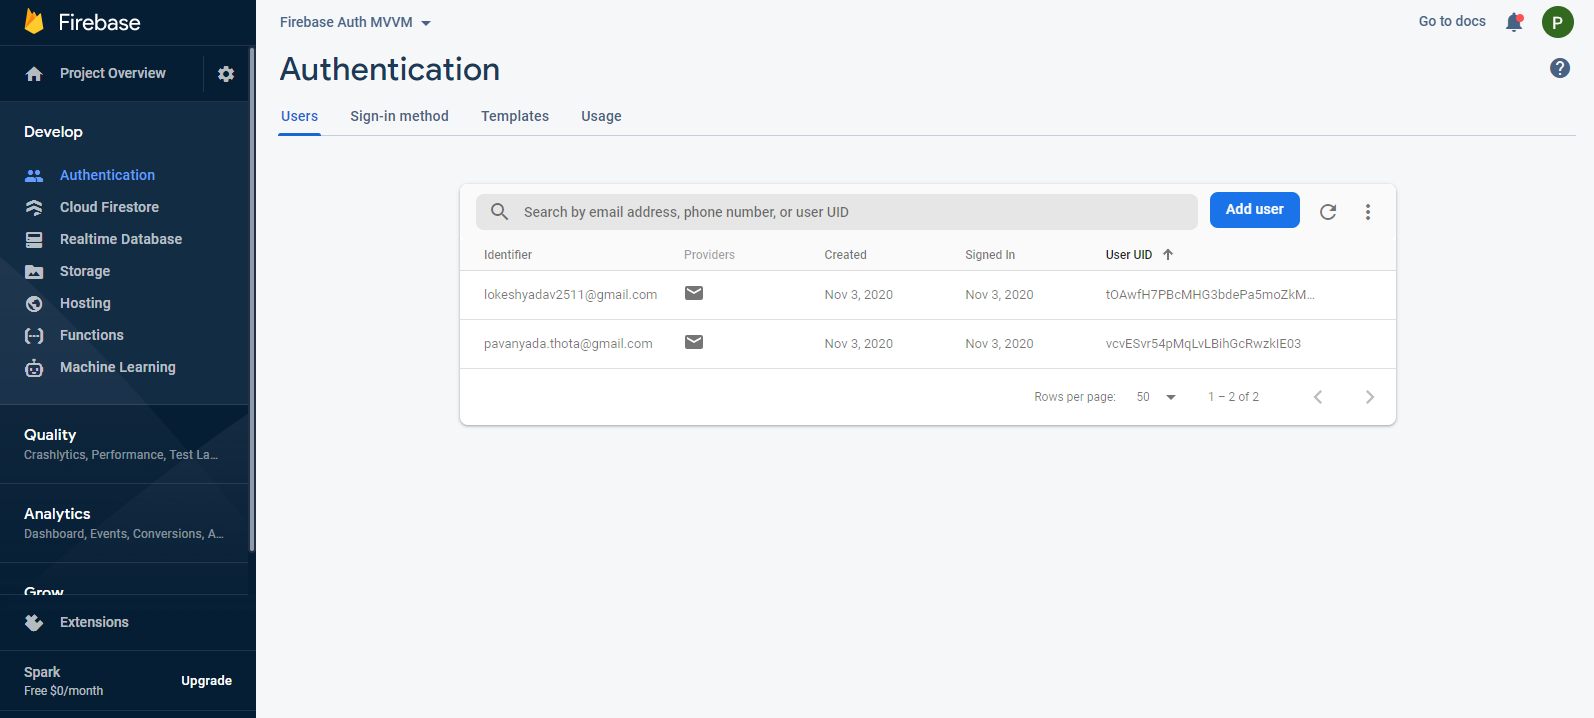 Firebase
Project Overview
Develop
Authentication
Cloud Firestore
Realtime Database
Storage
Hosting
Functions
Machine Learning
Quality
Crashlytics, Performance, Test La...
Analytics
Dashboard, Events, Conversions, A...
Grow
Extensions
Spark
Free $0/month
Upgrade
Firebase Auth MVVM
Go to docs
P
Authentication
?
Users Sign-in method Templates Usage
Search by email address, phone number, or user UID Add user
Identifier Providers Created Signed In User UID
lokeshyadav2511@gmail.com Nov 3, 2020 Nov 3, 2020 tOAwfH7PBcMHG3bdePa5moZkM...
pavanyada.thota@gmail.com Nov 3, 2020 Nov 3, 2020 vcvESvr54pMqLvLBihGcRwzkIE03
Rows per page: 50 1 – 2 of 2